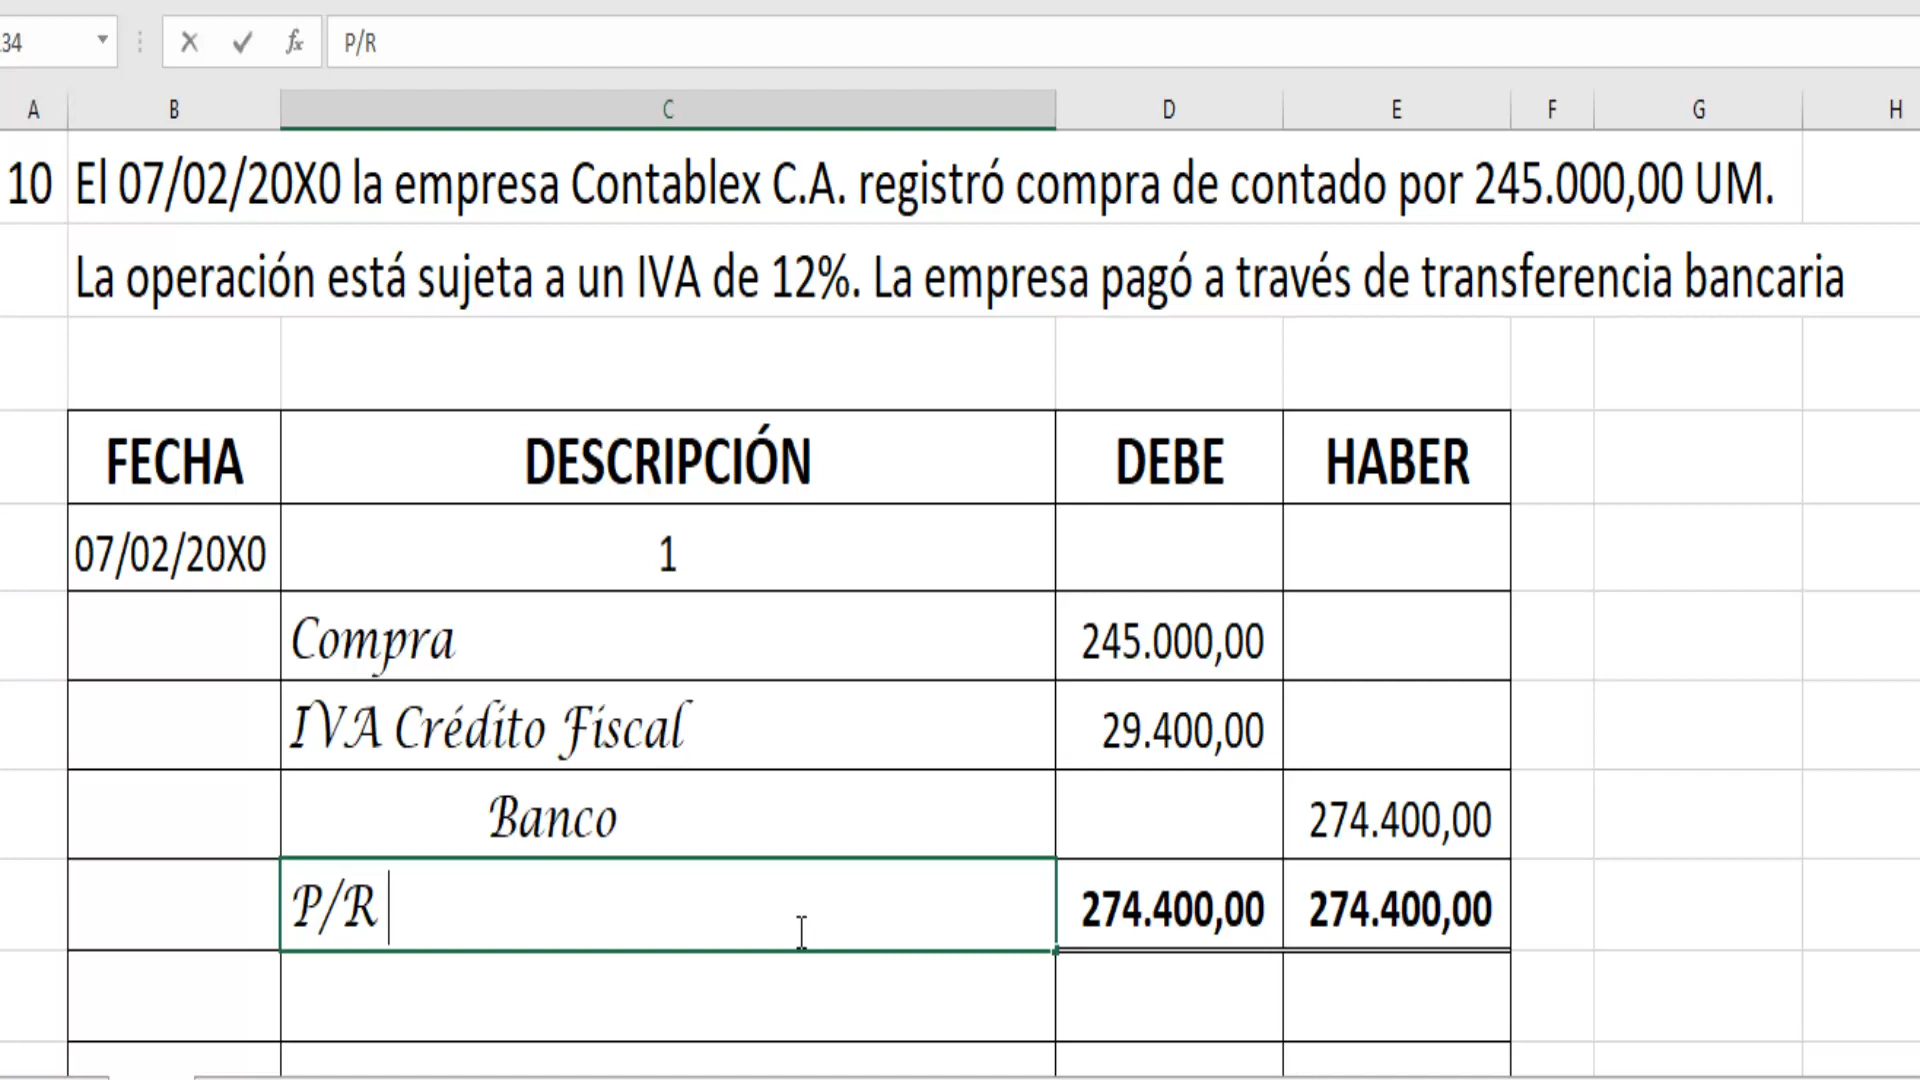 34 fx P/R
A B C D E F G H
10 El 07/02/20X0 la empresa Contablex C.A. registró compra de contado por 245.000,00 UM.
La operación está sujeta a un IVA de 12%. La empresa pagó a través de transferencia bancaria
FECHA DESCRIPCIÓN DEBE HABER
07/02/20X0 1
Compra 245.000,00
IVA Crédito Fiscal 29.400,00
Banco 274.400,00
P/R 274.400,00 274.400,00